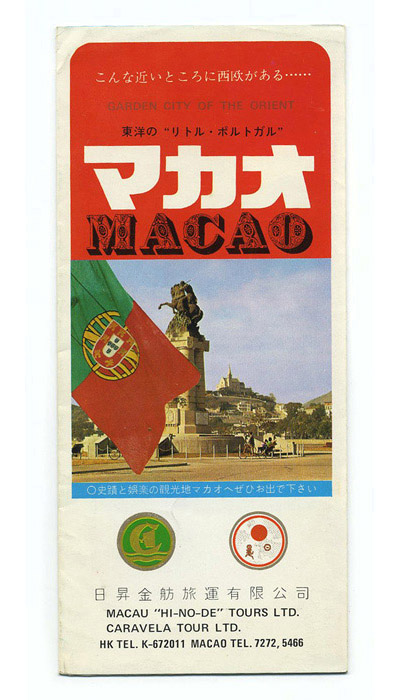 こんな近いところに西欧がある……
GARDEN CITY OF THE ORIENT
東洋の “リトル・ポルトガル”
マカオ
MACAO
○史蹟と娯楽の観光地マカオへぜひお出で下さい
日昇金舫旅運有限公司
MACAU "HI-NO-DE" TOURS LTD.
CARAVELA TOUR LTD.
HK TEL. K-672011 MACAO TEL. 7272, 5466